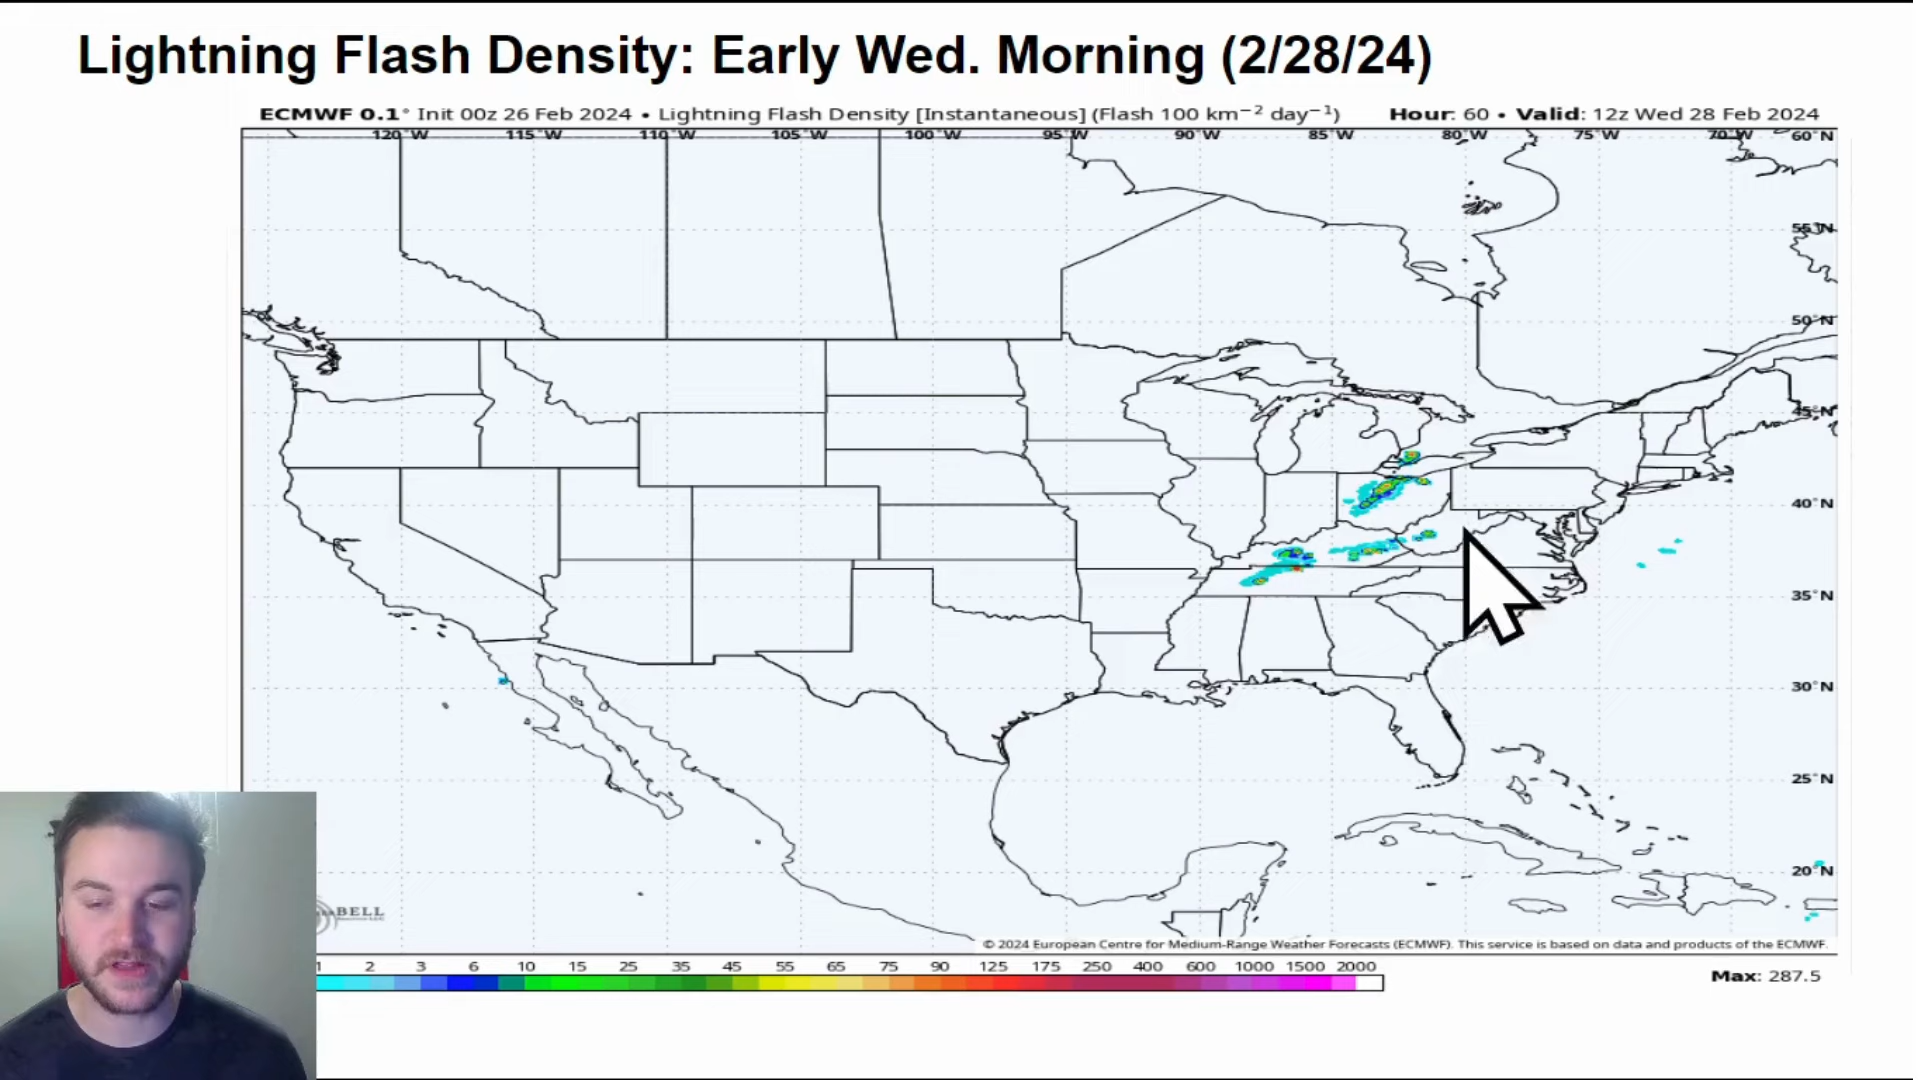 Lightning Flash Density: Early Wed. Morning (2/28/24)
ECMWF 0.1° Init 00z 26 Feb 2024 • Lightning Flash Density [Instantaneous] (Flash 100 km⁻² day⁻¹) Hour: 60 • Valid: 12z Wed 28 Feb 2024
120°W 115°W 110°W 105°W 100°W 95°W 90°W 85°W 80°W 75°W 70°W 60°N
55°N
50°N
45°N
40°N
35°N
30°N
25°N
20°N
BELL
© 2024 European Centre for Medium-Range Weather Forecasts (ECMWF). This service is based on data and products of the ECMWF.
1 2 3 6 10 15 25 35 45 55 65 75 90 125 175 250 400 600 1000 1500 2000
Max: 287.5